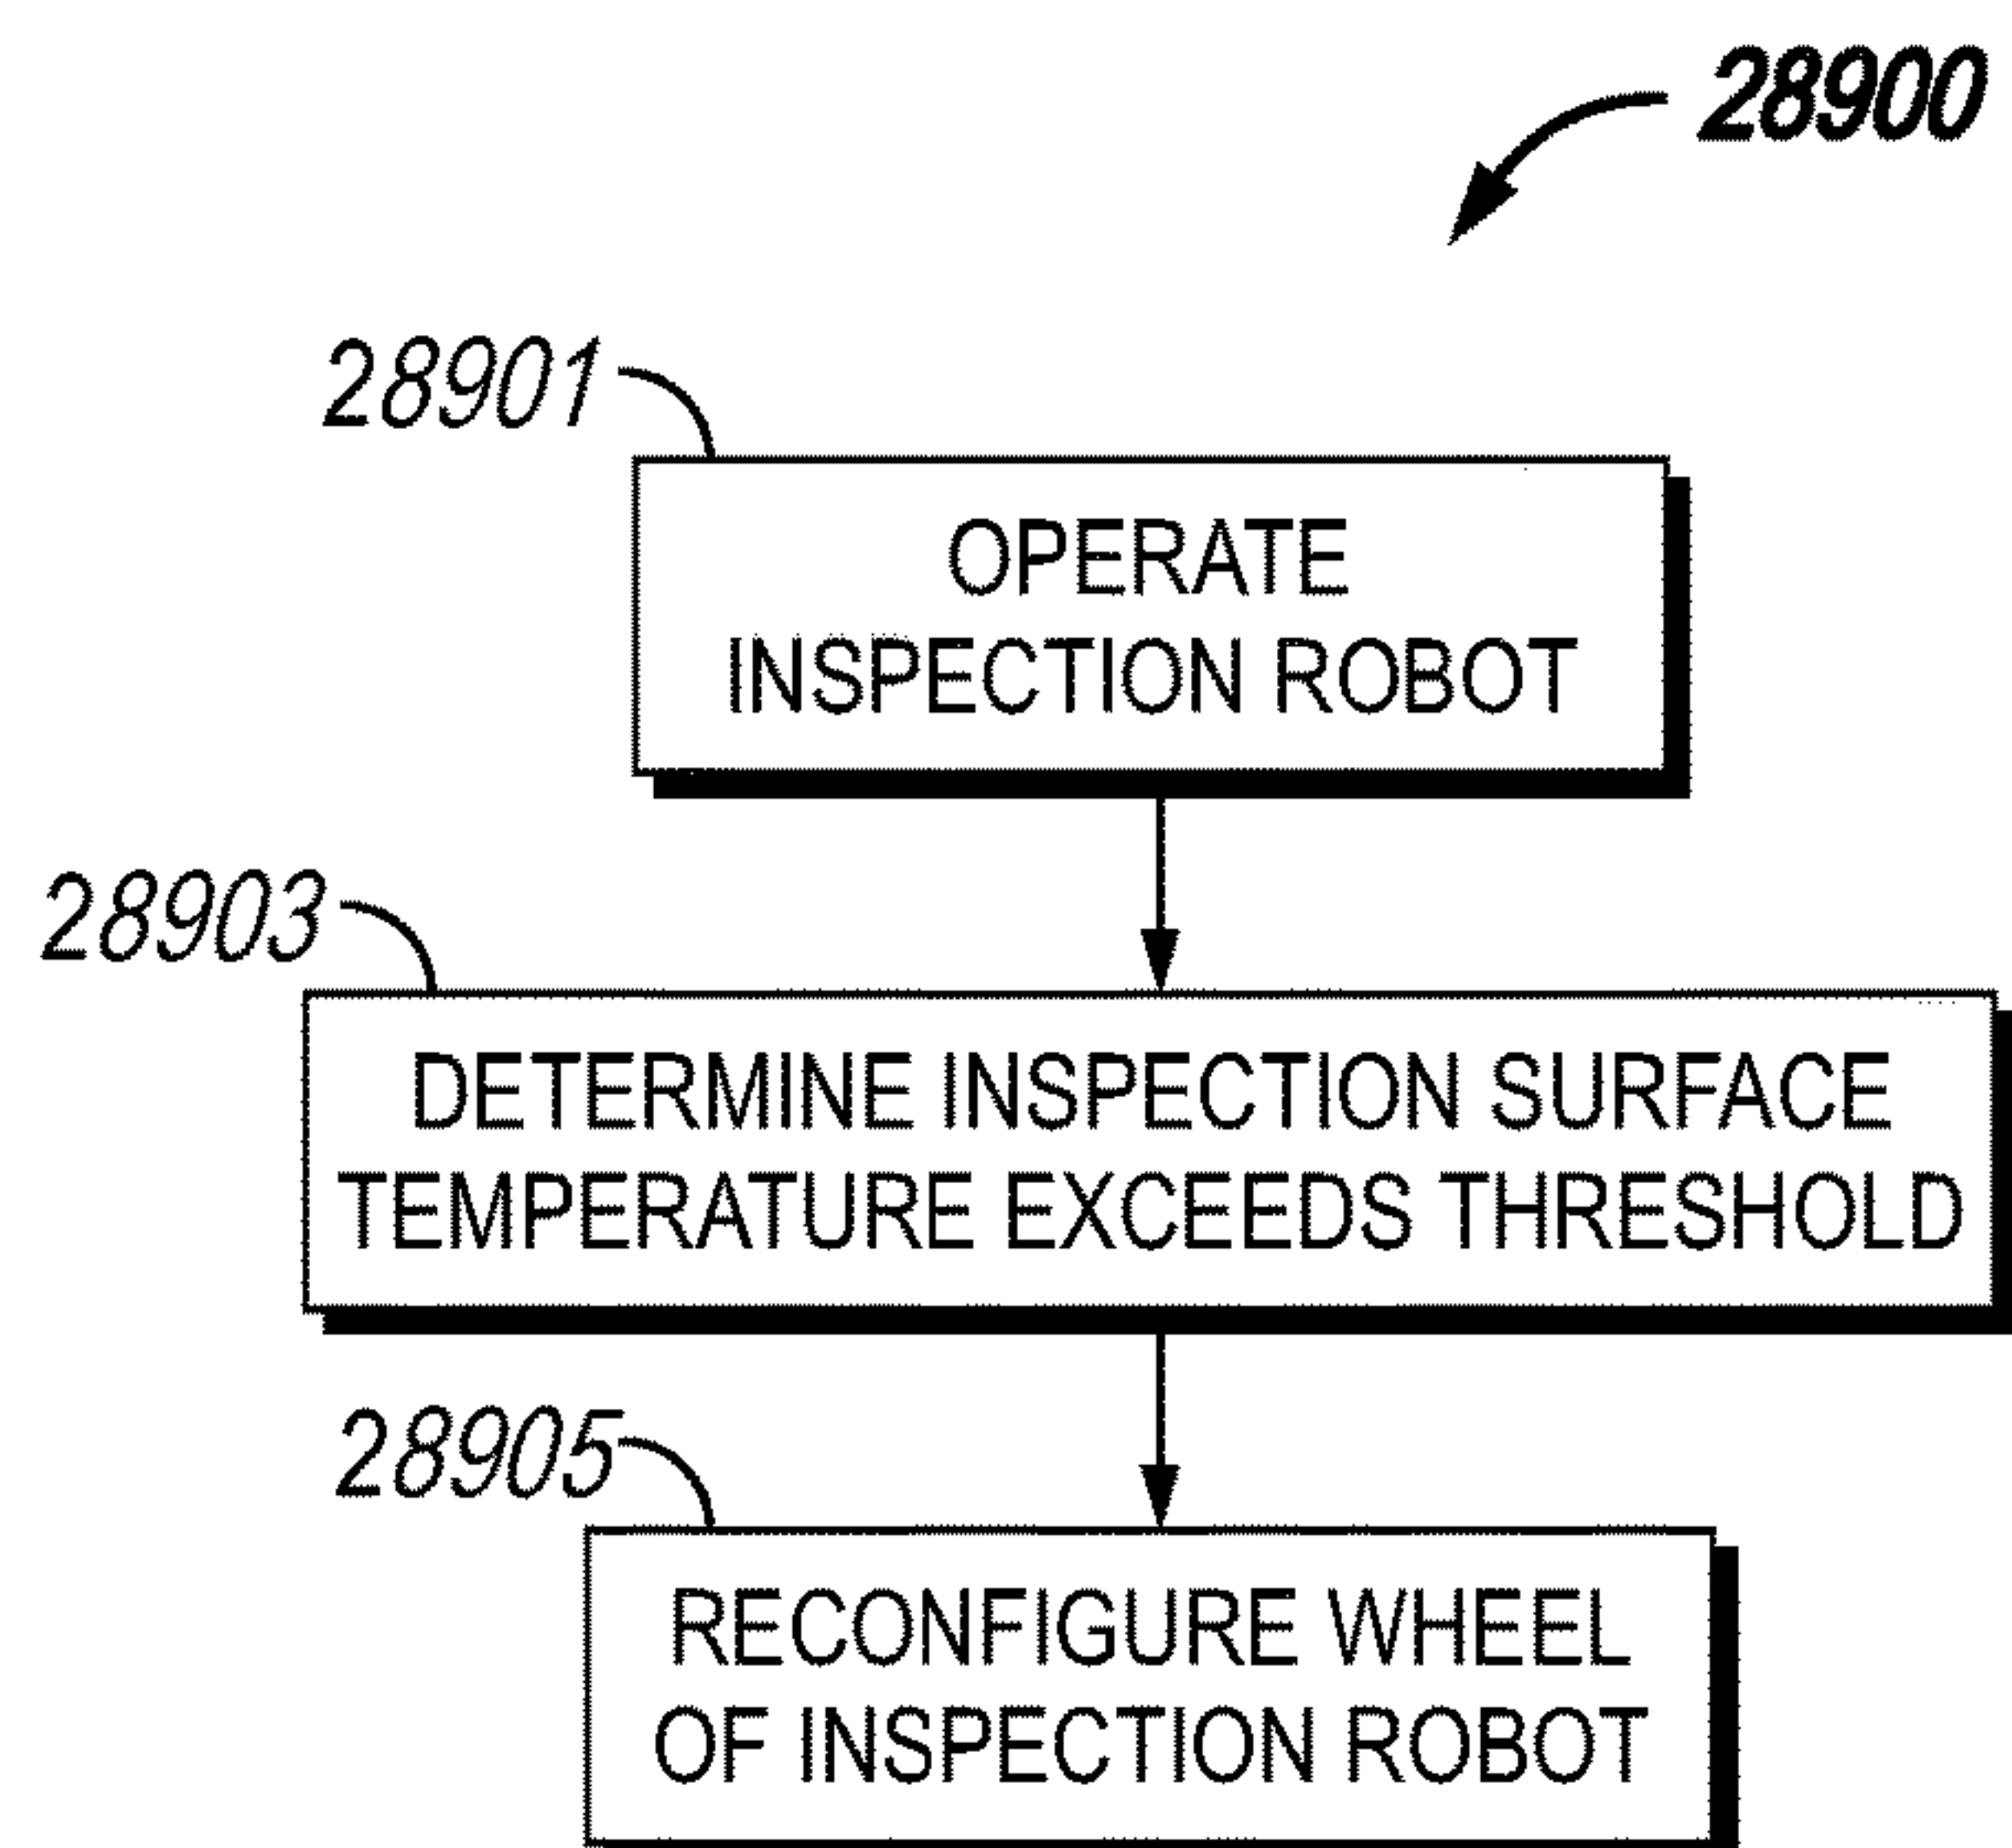 28900
28901
OPERATE
INSPECTION ROBOT
28903
DETERMINE INSPECTION SURFACE
TEMPERATURE EXCEEDS THRESHOLD
28905
RECONFIGURE WHEEL
OF INSPECTION ROBOT